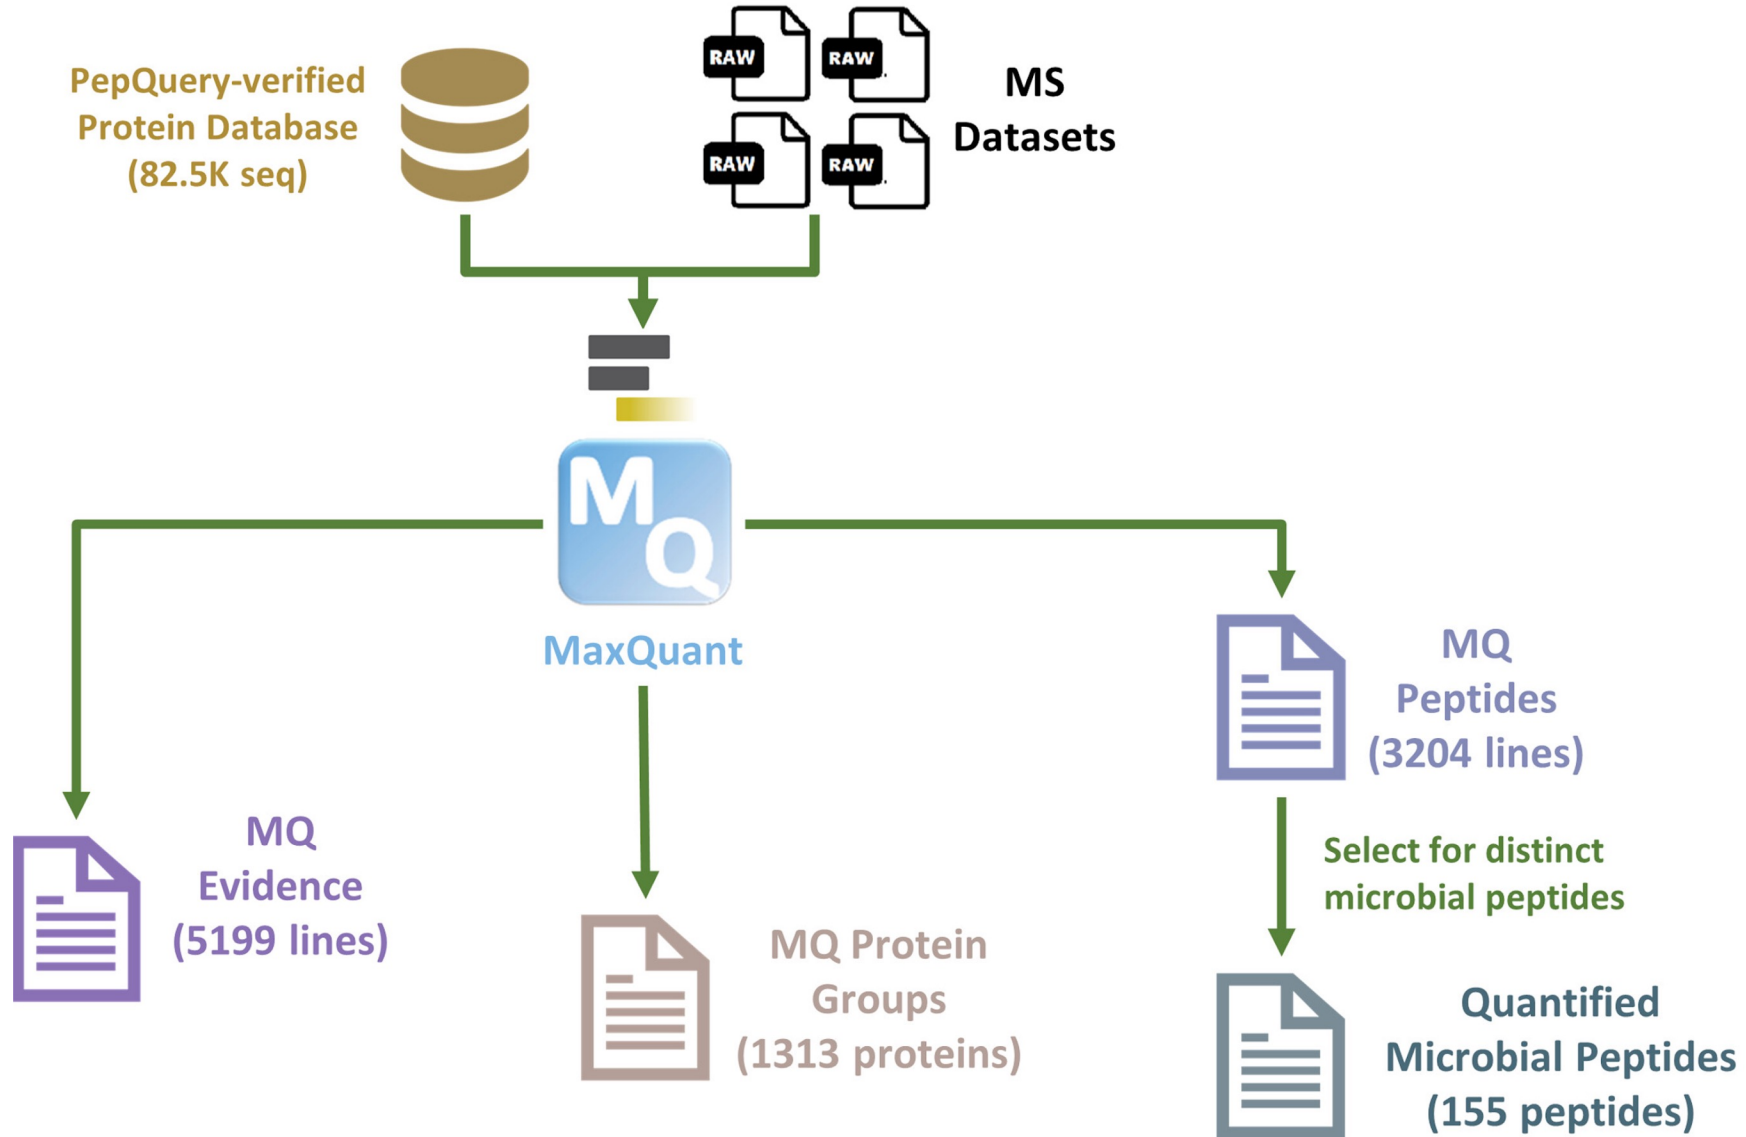 PepQuery-verified
Protein Database
(82.5K seq)
RAW
RAW
RAW
RAW
MS
Datasets
M
Q
MaxQuant
MQ
Peptides
(3204 lines)
Select for distinct
microbial peptides
MQ
Evidence
(5199 lines)
MQ Protein
Groups
(1313 proteins)
Quantified
Microbial Peptides
(155 peptides)